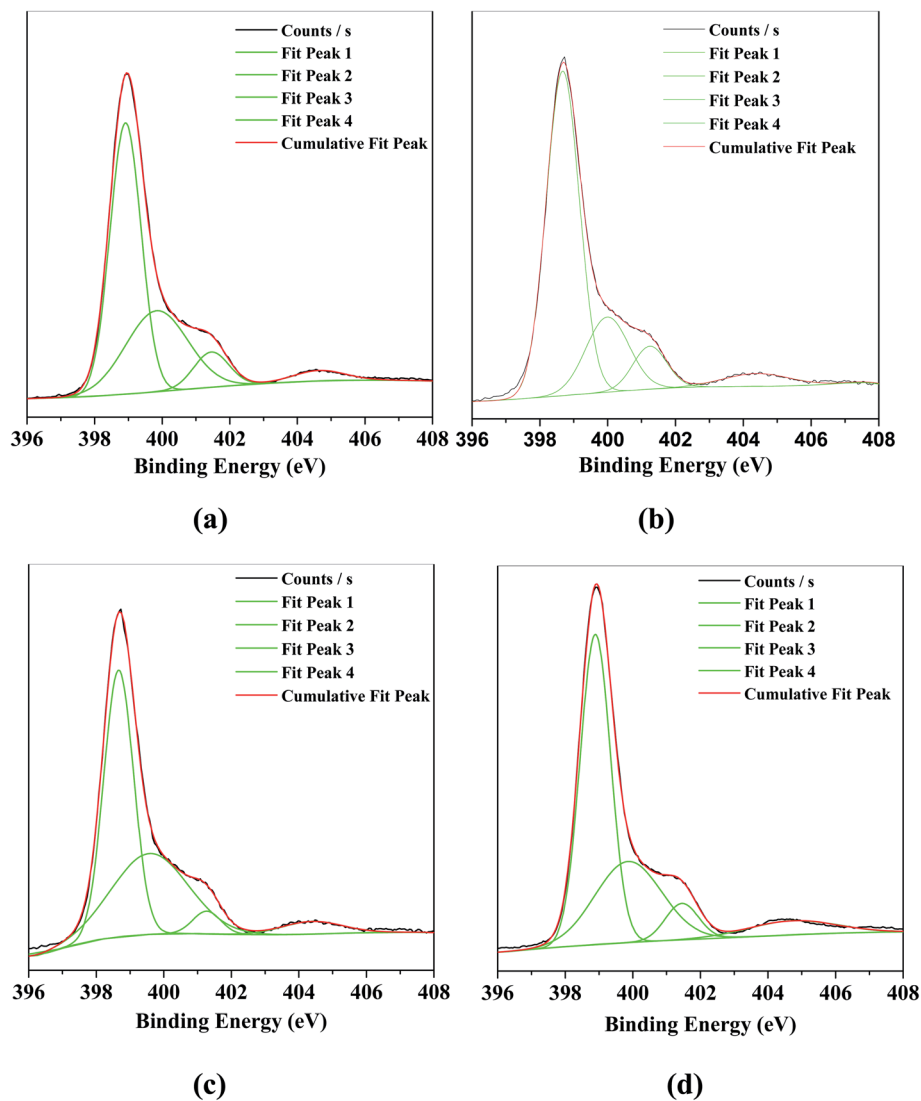 Counts / s
Fit Peak 1
Fit Peak 2
Fit Peak 3
Fit Peak 4
Cumulative Fit Peak
396 398 400 402 404 406 408
Binding Energy (eV)
(a)
Counts / s
Fit Peak 1
Fit Peak 2
Fit Peak 3
Fit Peak 4
Cumulative Fit Peak
396 398 400 402 404 406 408
Binding Energy (eV)
(b)
Counts / s
Fit Peak 1
Fit Peak 2
Fit Peak 3
Fit Peak 4
Cumulative Fit Peak
396 398 400 402 404 406 408
Binding Energy (eV)
(c)
Counts / s
Fit Peak 1
Fit Peak 2
Fit Peak 3
Fit Peak 4
Cumulative Fit Peak
396 398 400 402 404 406 408
Binding Energy (eV)
(d)